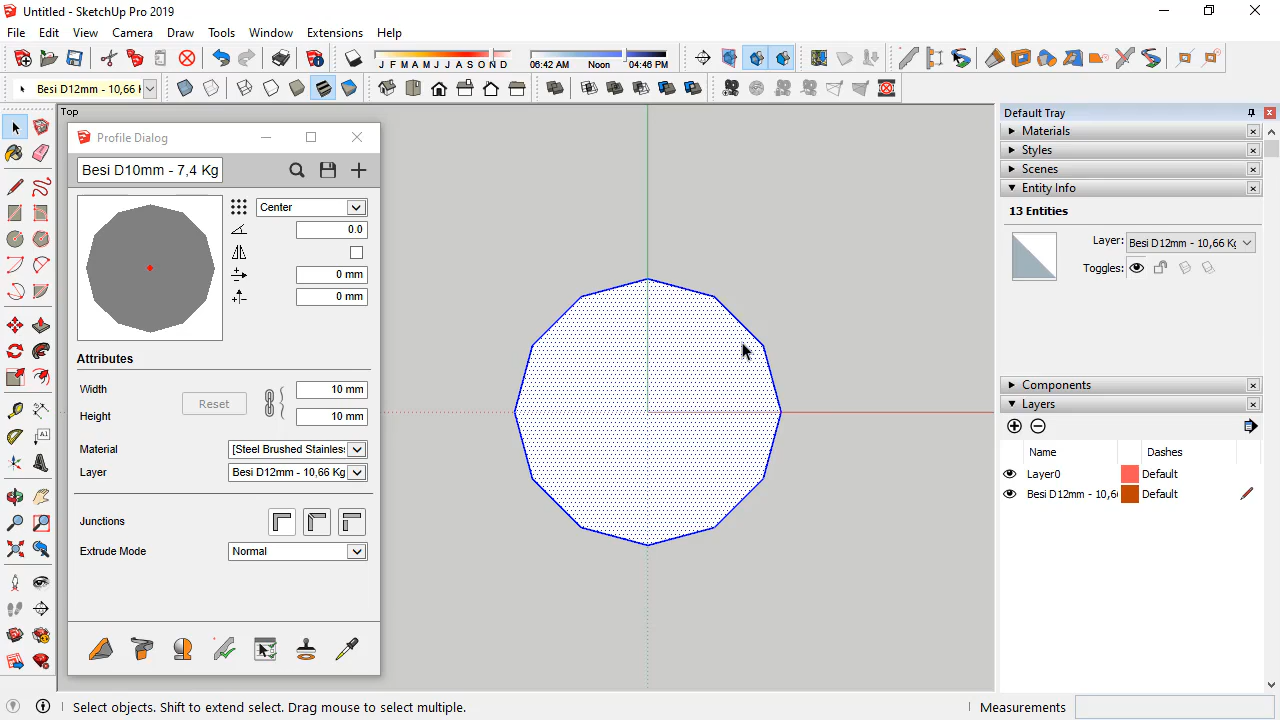 Untitled - SketchUp Pro 2019
File Edit View Camera Draw Tools Window Extensions Help
J F M A M J J A S O N D
06:42 AM Noon 04:46 PM
Besi D12mm - 10,66 K
Top
Profile Dialog
Besi D10mm - 7,4 Kg
Center
0.0
0 mm
0 mm
Attributes
Width 10 mm
Reset
Height 10 mm
Material [Steel Brushed Stainless
Layer Besi D12mm - 10,66 Kg
Junctions
Extrude Mode Normal
Default Tray
Materials
Styles
Scenes
Entity Info
13 Entities
Layer: Besi D12mm - 10,66 Kg
Toggles:
Components
Layers
Name Dashes
Layer0 Default
Besi D12mm - 10,6 Default
Select objects. Shift to extend select. Drag mouse to select multiple.
Measurements